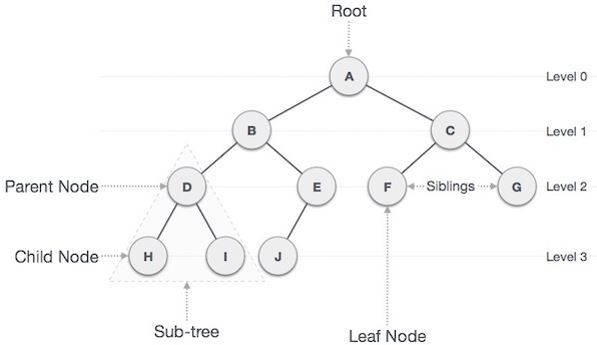 Root
A
Level 0
B
C
Level 1
Parent Node
D
E
F
Siblings
G
Level 2
Child Node
H
I
J
Level 3
Sub-tree
Leaf Node